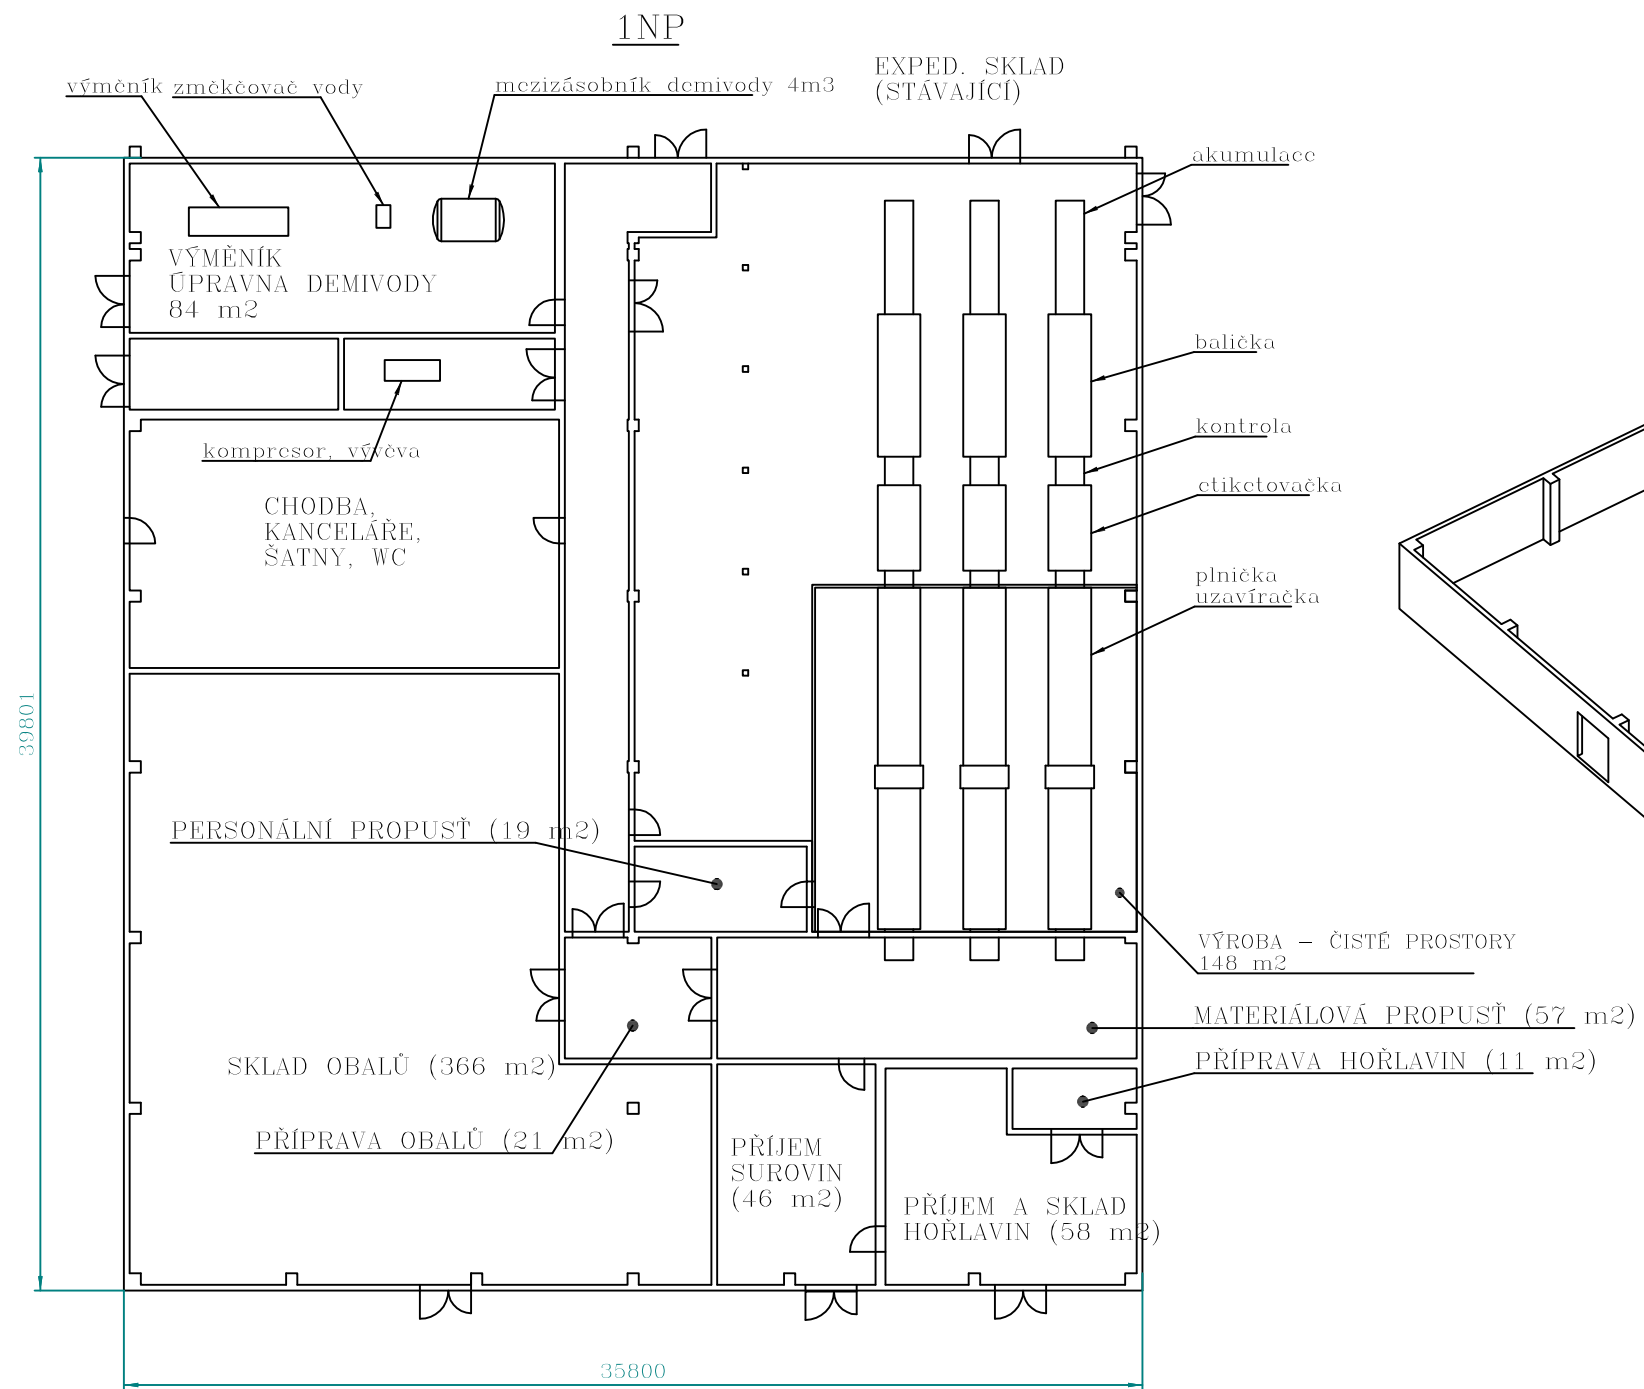 1NP
EXPED. SKLAD
(STÁVAJÍCÍ)
výměník
změkčovač vody
mezizásobník demivody 4m3
akumulace
VÝMĚNÍK
ÚPRAVNA DEMIVODY
84 m2
balička
kontrola
kompresor, vývěva
etiketovačka
CHODBA,
KANCELÁŘE,
ŠATNY, WC
plnička
uzavíračka
39801
PERSONÁLNÍ PROPUSŤ (19 m2)
VÝROBA – ČISTÉ PROSTORY
148 m2
MATERIÁLOVÁ PROPUSŤ (57 m2)
SKLAD OBALŮ (366 m2)
PŘÍPRAVA HOŘLAVIN (11 m2)
PŘÍPRAVA OBALŮ (21 m2)
PŘÍJEM
SUROVIN
(46 m2)
PŘÍJEM A SKLAD
HOŘLAVIN (58 m2)
35800